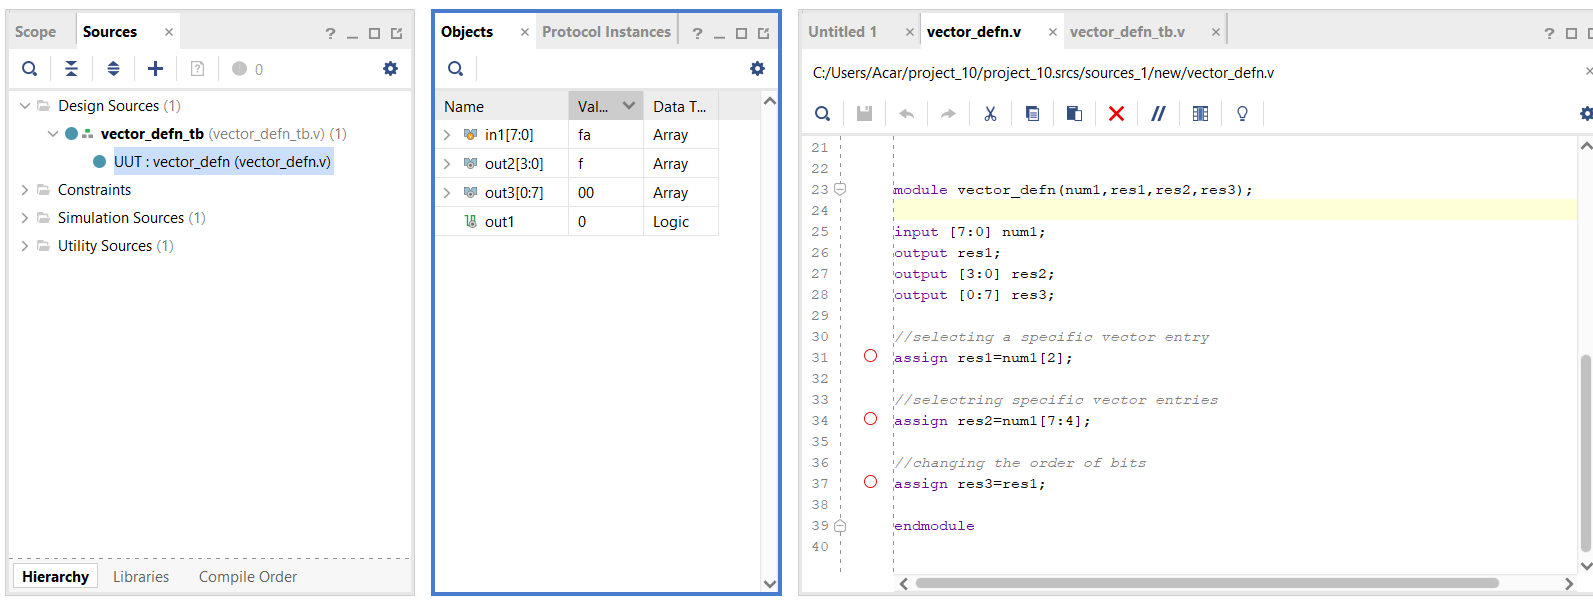 Scope
Sources
×
?
0
Design Sources (1)
vector_defn_tb (vector_defn_tb.v) (1)
UUT : vector_defn (vector_defn.v)
Constraints
Simulation Sources (1)
Utility Sources (1)
Hierarchy
Libraries
Compile Order
Objects
×
Protocol Instances
?
Name Val... Data T...
in1[7:0] fa Array
out2[3:0] f Array
out3[0:7] 00 Array
out1 0 Logic
Untitled 1 ×
vector_defn.v ×
vector_defn_tb.v ×
?
C:/Users/Acar/project_10/project_10.srcs/sources_1/new/vector_defn.v
×
21
22
23 module vector_defn(num1,res1,res2,res3);
24
25 input [7:0] num1;
26 output res1;
27 output [3:0] res2;
28 output [0:7] res3;
29
30 //selecting a specific vector entry
31 assign res1=num1[2];
32
33 //selectring specific vector entries
34 assign res2=num1[7:4];
35
36 //changing the order of bits
37 assign res3=res1;
38
39 endmodule
40